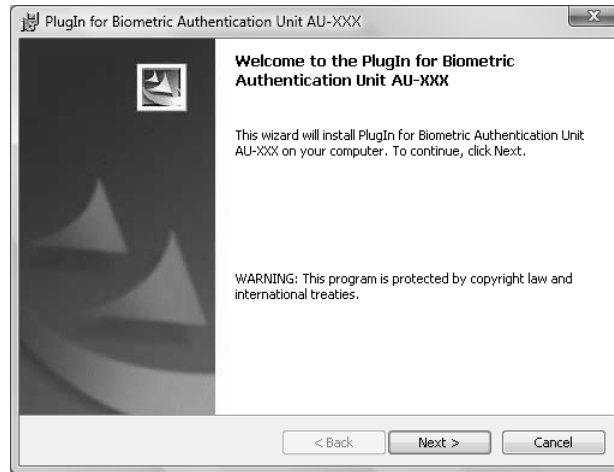 PlugIn for Biometric Authentication Unit AU-XXX
Welcome to the PlugIn for Biometric
Authentication Unit AU-XXX
This wizard will install PlugIn for Biometric Authentication Unit
AU-XXX on your computer. To continue, click Next.
WARNING: This program is protected by copyright law and
international treaties.
< Back
Next >
Cancel